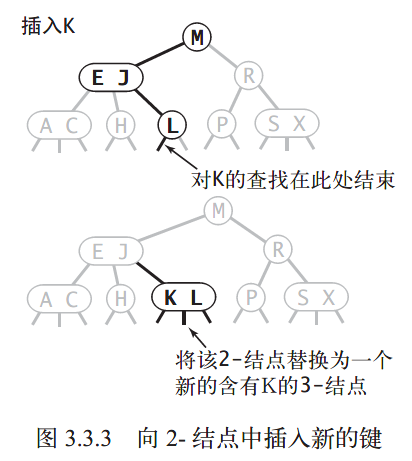 插入K
M
E J
R
A C
H
L
P
S X
对K的查找在此处结束
M
E J
R
A C
H
K L
P
S X
将该2-结点替换为一个
新的含有K的3-结点
图 3.3.3 向 2- 结点中插入新的键